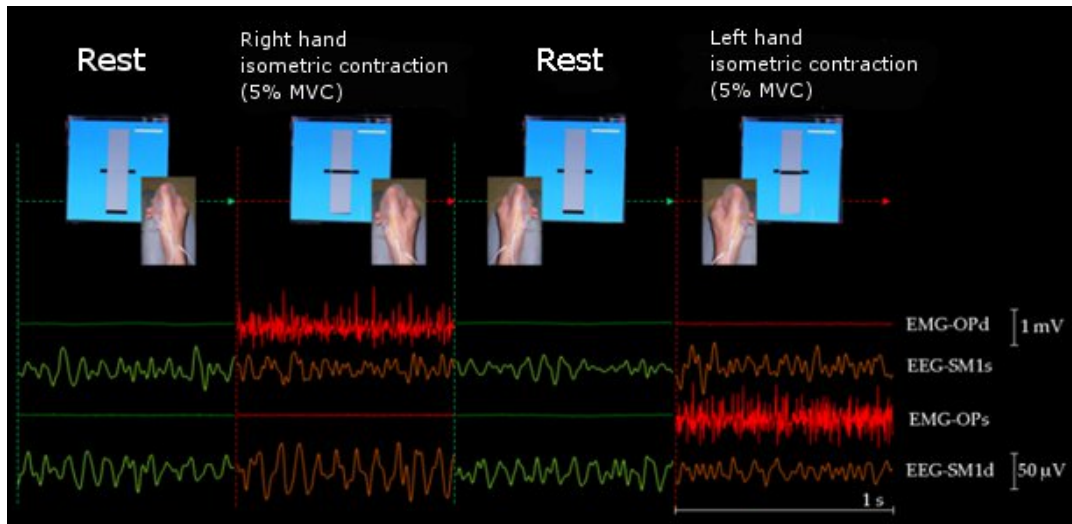 Rest
Right hand
isometric contraction
(5% MVC)
Rest
Left hand
isometric contraction
(5% MVC)
EMG-OPd
1 mV
EEG-SM1s
EMG-OPs
EEG-SM1d
50 µV
1 s